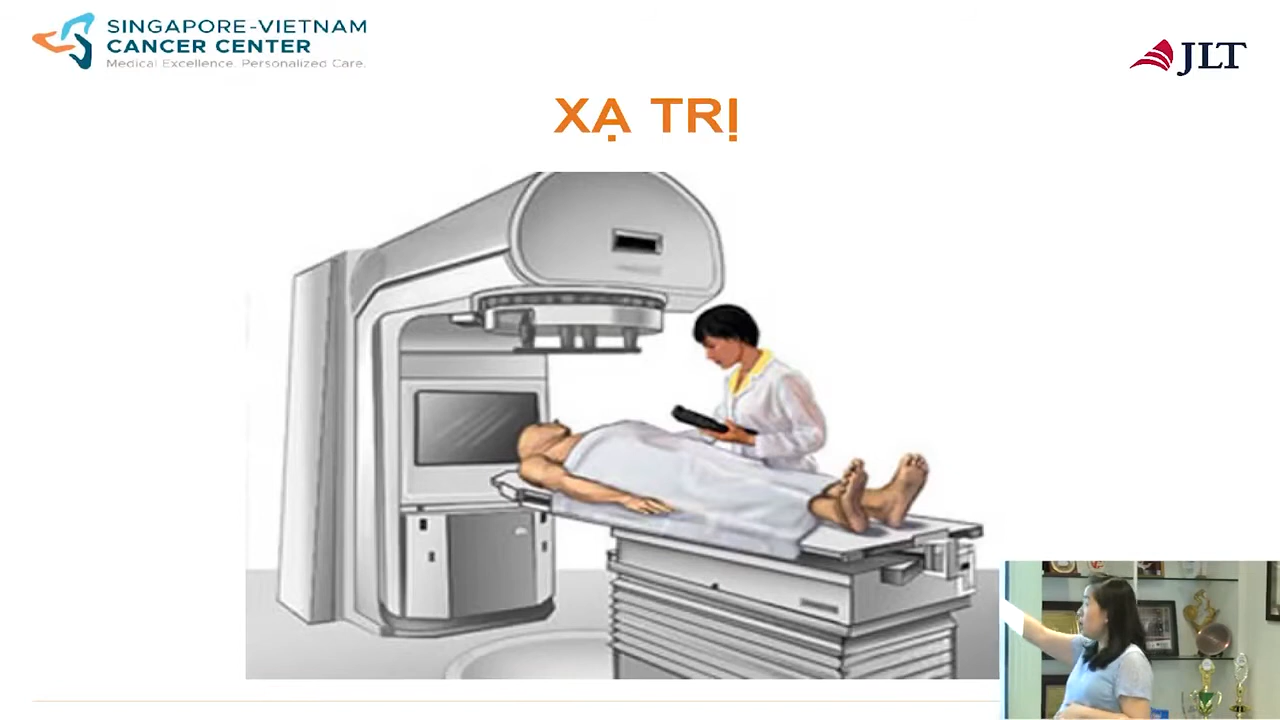 SINGAPORE-VIETNAM
CANCER CENTER
Medical Excellence. Personalized Care.
JLT
XẠ TRỊ